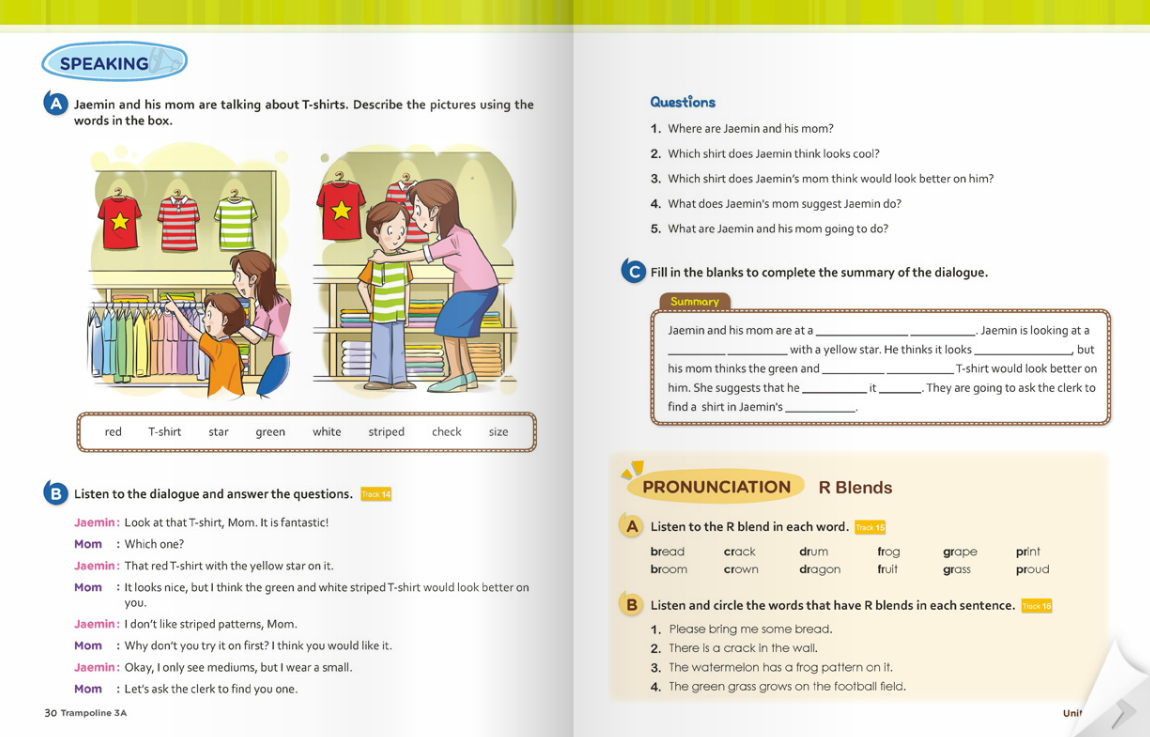 SPEAKING
A Jaemin and his mom are talking about T-shirts. Describe the pictures using the
words in the box.
red T-shirt star green white striped check size
B Listen to the dialogue and answer the questions. Track 14
Jaemin: Look at that T-shirt, Mom. It is fantastic!
Mom : Which one?
Jaemin: That red T-shirt with the yellow star on it.
Mom : It looks nice, but I think the green and white striped T-shirt would look better on
you.
Jaemin: I don't like striped patterns, Mom.
Mom : Why don't you try it on first? I think you would like it.
Jaemin: Okay, I only see mediums, but I wear a small.
Mom : Let's ask the clerk to find you one.
30 Trampoline 3A
Questions
1. Where are Jaemin and his mom?
2. Which shirt does Jaemin think looks cool?
3. Which shirt does Jaemin's mom think would look better on him?
4. What does Jaemin's mom suggest Jaemin do?
5. What are Jaemin and his mom going to do?
C Fill in the blanks to complete the summary of the dialogue.
Summary
Jaemin and his mom are at a ____________ ____________. Jaemin is looking at a
____________ ____________ with a yellow star. He thinks it looks ____________, but
his mom thinks the green and ____________ ____________ T-shirt would look better on
him. She suggests that he ____________ it ____________. They are going to ask the clerk to
find a shirt in Jaemin's ____________.
PRONUNCIATION R Blends
A Listen to the R blend in each word. Track 15
bread crack drum frog grape print
broom crown dragon fruit grass proud
B Listen and circle the words that have R blends in each sentence. Track 16
1. Please bring me some bread.
2. There is a crack in the wall.
3. The watermelon has a frog pattern on it.
4. The green grass grows on the football field.
Unit